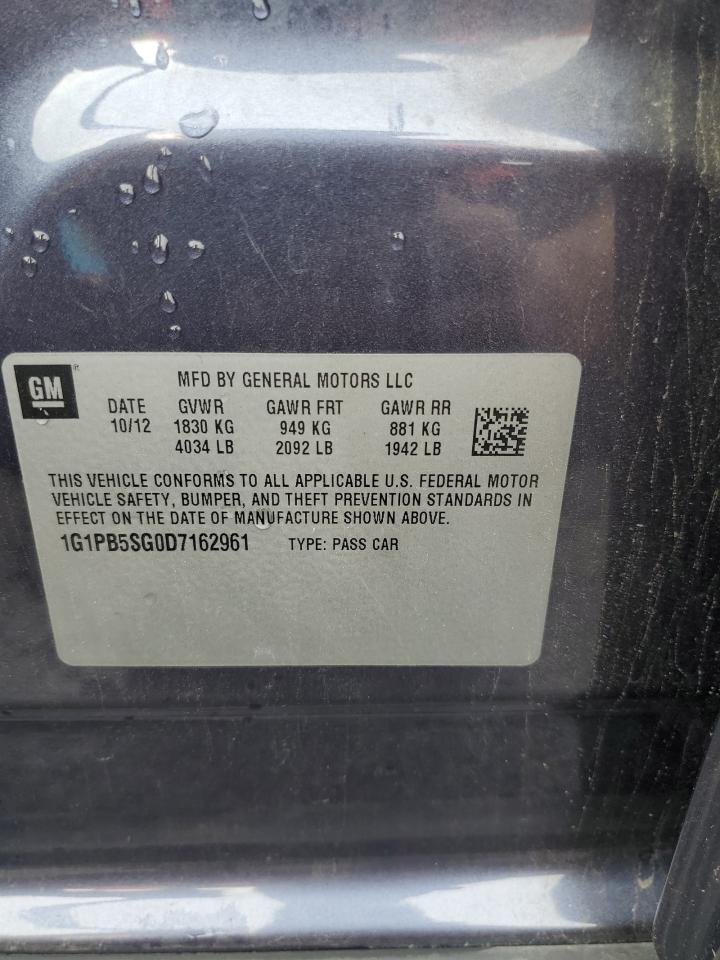 GM ®
MFD BY GENERAL MOTORS LLC
DATE GVWR GAWR FRT GAWR RR
10/12 1830 KG 949 KG 881 KG
4034 LB 2092 LB 1942 LB
THIS VEHICLE CONFORMS TO ALL APPLICABLE U.S. FEDERAL MOTOR
VEHICLE SAFETY, BUMPER, AND THEFT PREVENTION STANDARDS IN
EFFECT ON THE DATE OF MANUFACTURE SHOWN ABOVE.
1G1PB5SG0D7162961 TYPE: PASS CAR